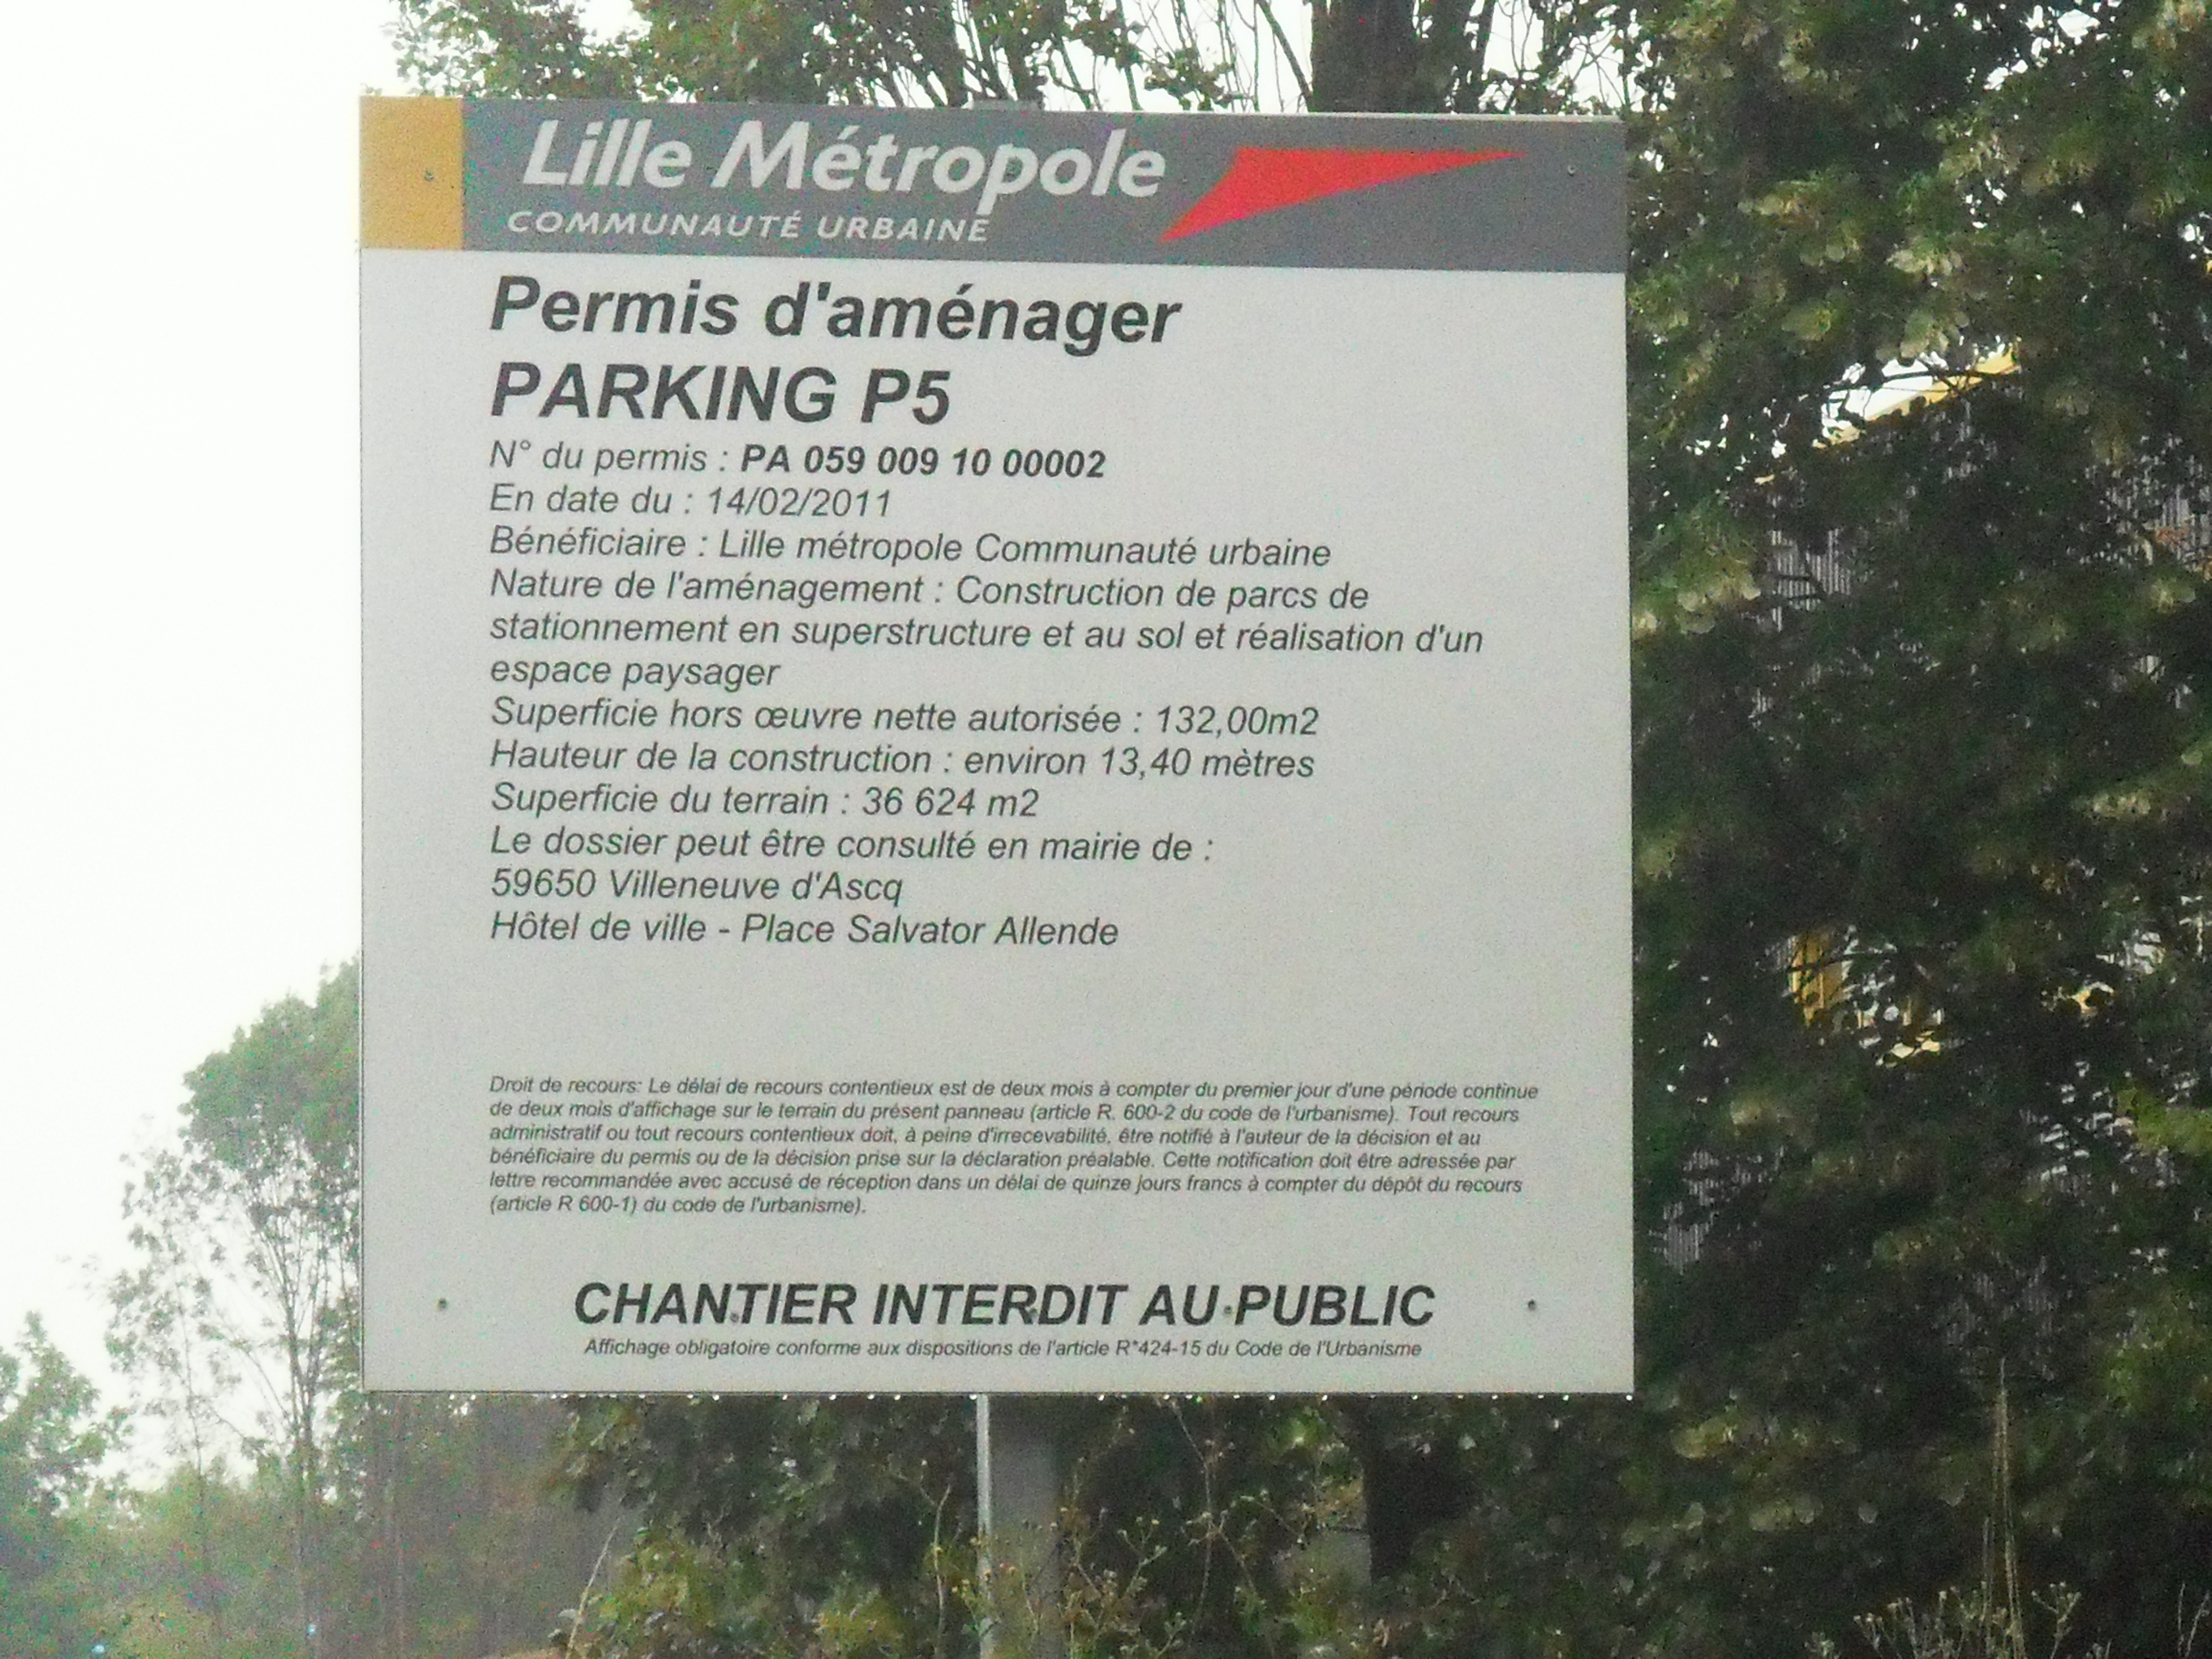 Lille Métropole
COMMUNAUTÉ URBAINE
Permis d'aménager
PARKING P5
N° du permis : PA 059 009 10 00002
En date du : 14/02/2011
Bénéficiaire : Lille métropole Communauté urbaine
Nature de l'aménagement : Construction de parcs de
stationnement en superstructure et au sol et réalisation d'un
espace paysager
Superficie hors œuvre nette autorisée : 132,00m2
Hauteur de la construction : environ 13,40 mètres
Superficie du terrain : 36 624 m2
Le dossier peut être consulté en mairie de :
59650 Villeneuve d'Ascq
Hôtel de ville - Place Salvator Allende
Droit de recours: Le délai de recours contentieux est de deux mois à compter du premier jour d'une période continue
de deux mois d'affichage sur le terrain du présent panneau (article R. 600-2 du code de l'urbanisme). Tout recours
administratif ou tout recours contentieux doit, à peine d'irrecevabilité, être notifié à l'auteur de la décision et au
bénéficiaire du permis ou de la décision prise sur la déclaration préalable. Cette notification doit être adressée par
lettre recommandée avec accusé de réception dans un délai de quinze jours francs à compter du dépôt du recours
(article R 600-1) du code de l'urbanisme).
CHANTIER INTERDIT AU PUBLIC
Affichage obligatoire conforme aux dispositions de l'article R*424-15 du Code de l'Urbanisme